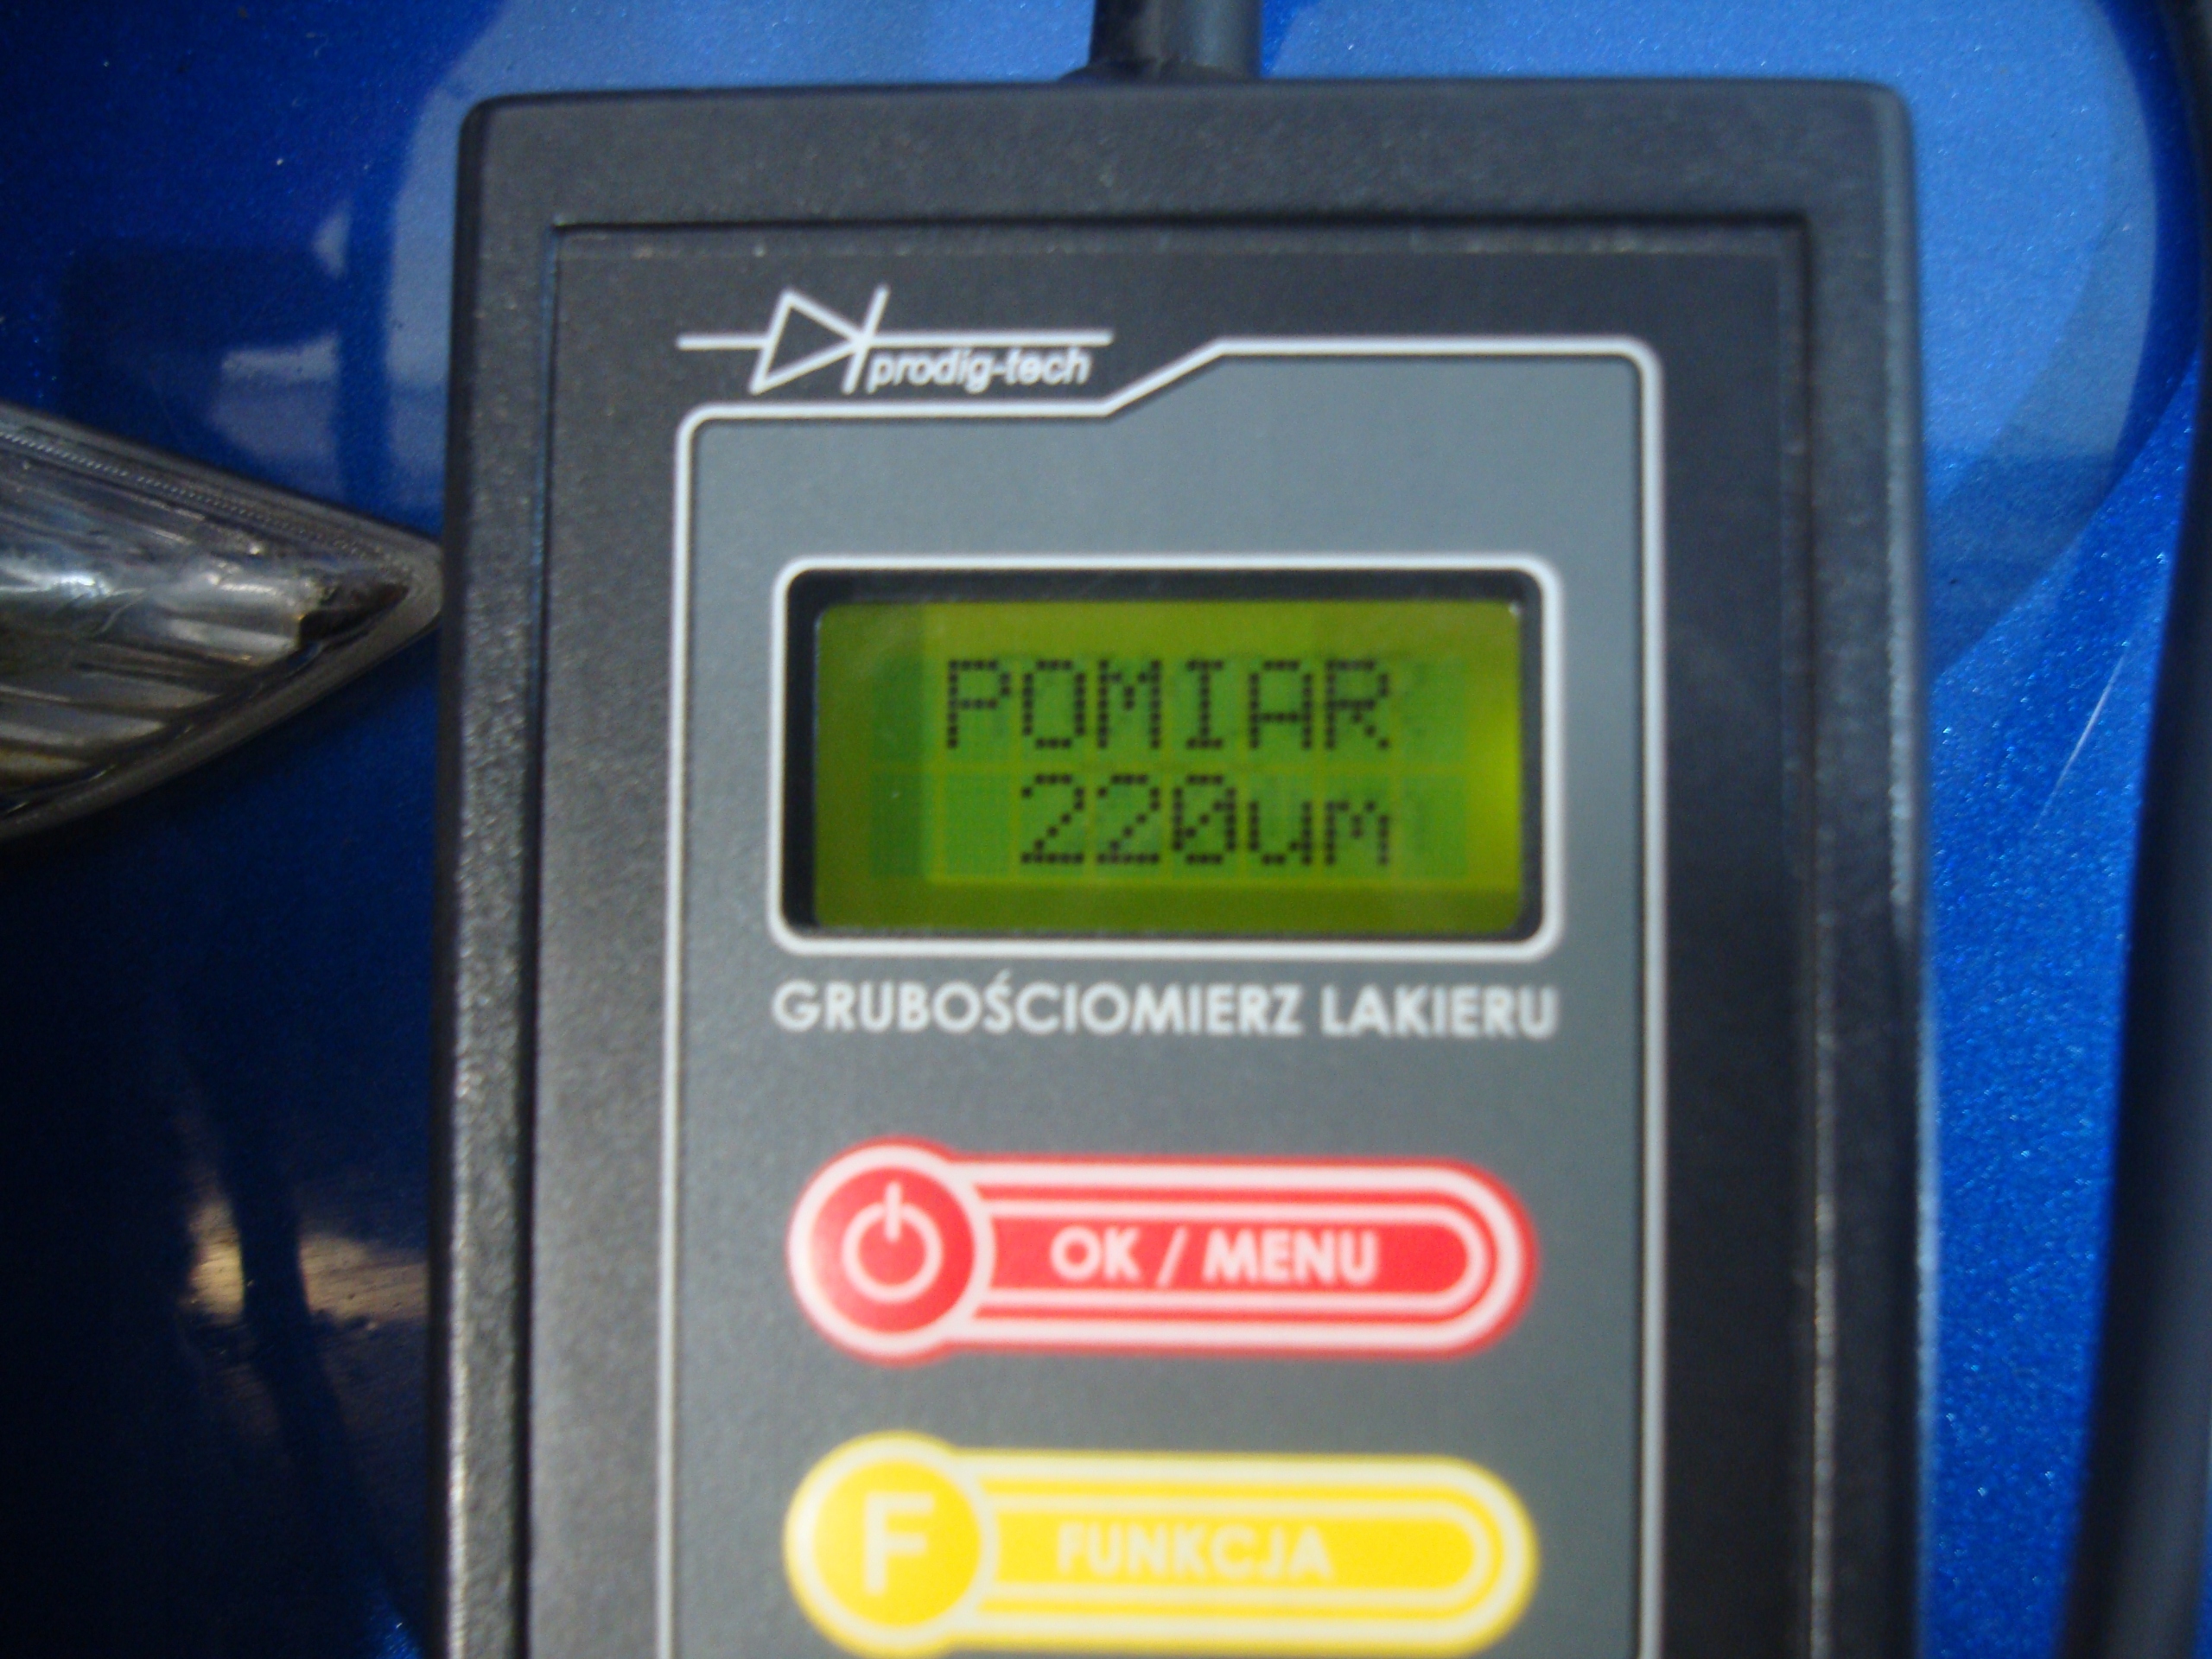 prodig-tech
POMIAR
220um
GRUBOŚCIOMIERZ LAKIERU
OK / MENU
F FUNKCJA